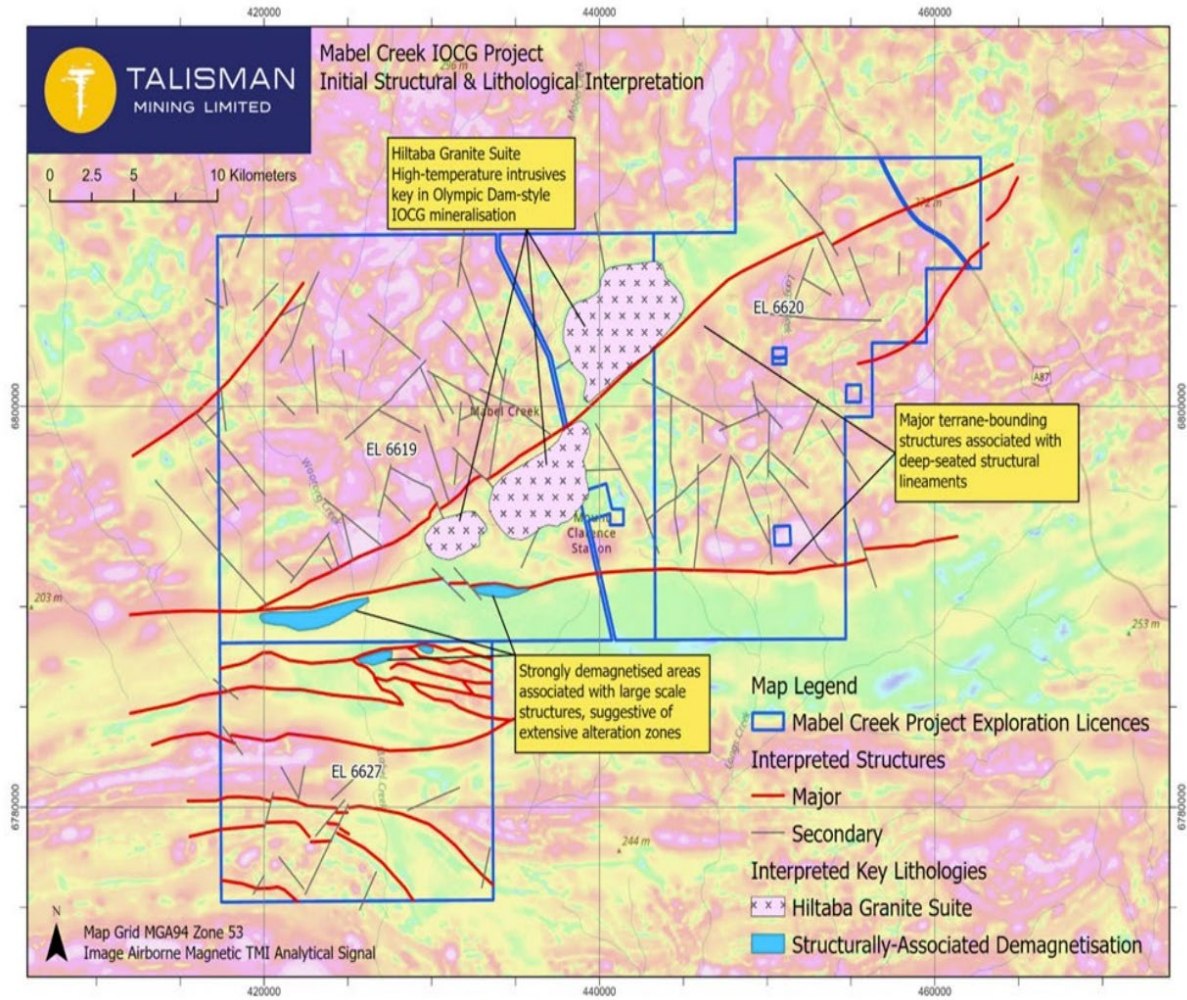 420000
440000
460000
TALISMAN
MINING LIMITED
Mabel Creek IOCG Project
Initial Structural & Lithological Interpretation
0 2.5 5 10 Kilometers
Hiltaba Granite Suite
High-temperature intrusives
key in Olympic Dam-style
IOCG mineralisation
272 m
EL 6620
A87
6800000
6800000
Mabel Creek
EL 6619
Major terrane-bounding
structures associated with
deep-seated structural
lineaments
Mount
Clarence
Station
203 m
253 m
Strongly demagnetised areas
associated with large scale
structures, suggestive of
extensive alteration zones
Map Legend
Mabel Creek Project Exploration Licences
Interpreted Structures
Major
Secondary
Interpreted Key Lithologies
Hiltaba Granite Suite
Structurally-Associated Demagnetisation
EL 6627
6780000
6780000
244 m
N
Map Grid MGA94 Zone 53
Image Airborne Magnetic TMI Analytical Signal
420000
440000
460000